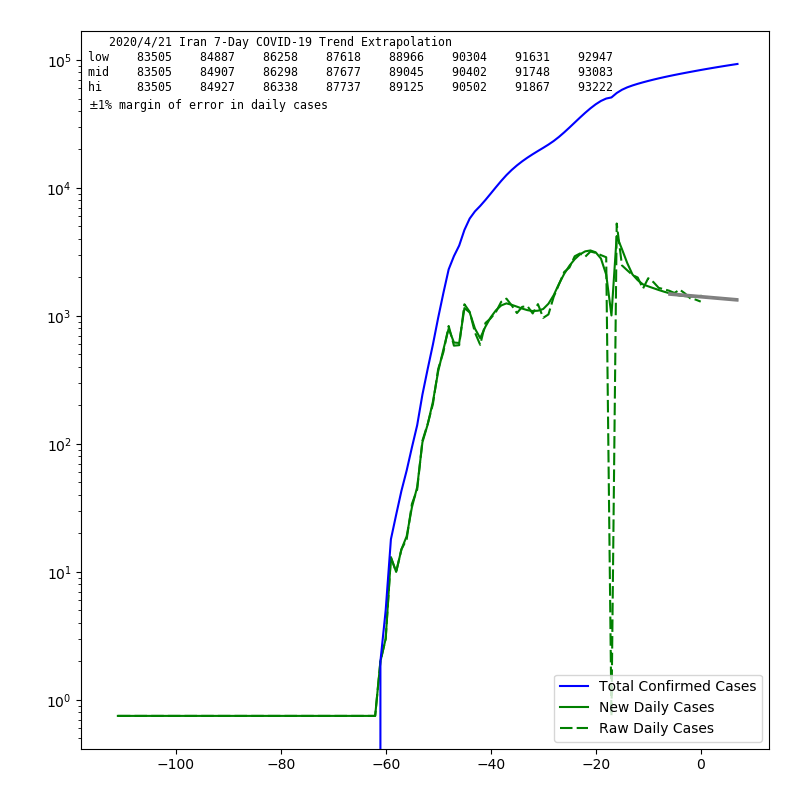 2020/4/21 Iran 7-Day COVID-19 Trend Extrapolation
low 83505 84887 86258 87618 88966 90304 91631 92947
mid 83505 84907 86298 87677 89045 90402 91748 93083
hi 83505 84927 86338 87737 89125 90502 91867 93222
±1% margin of error in daily cases
10⁵
10⁴
10³
10²
10¹
10⁰
Total Confirmed Cases
New Daily Cases
Raw Daily Cases
−100 −80 −60 −40 −20 0